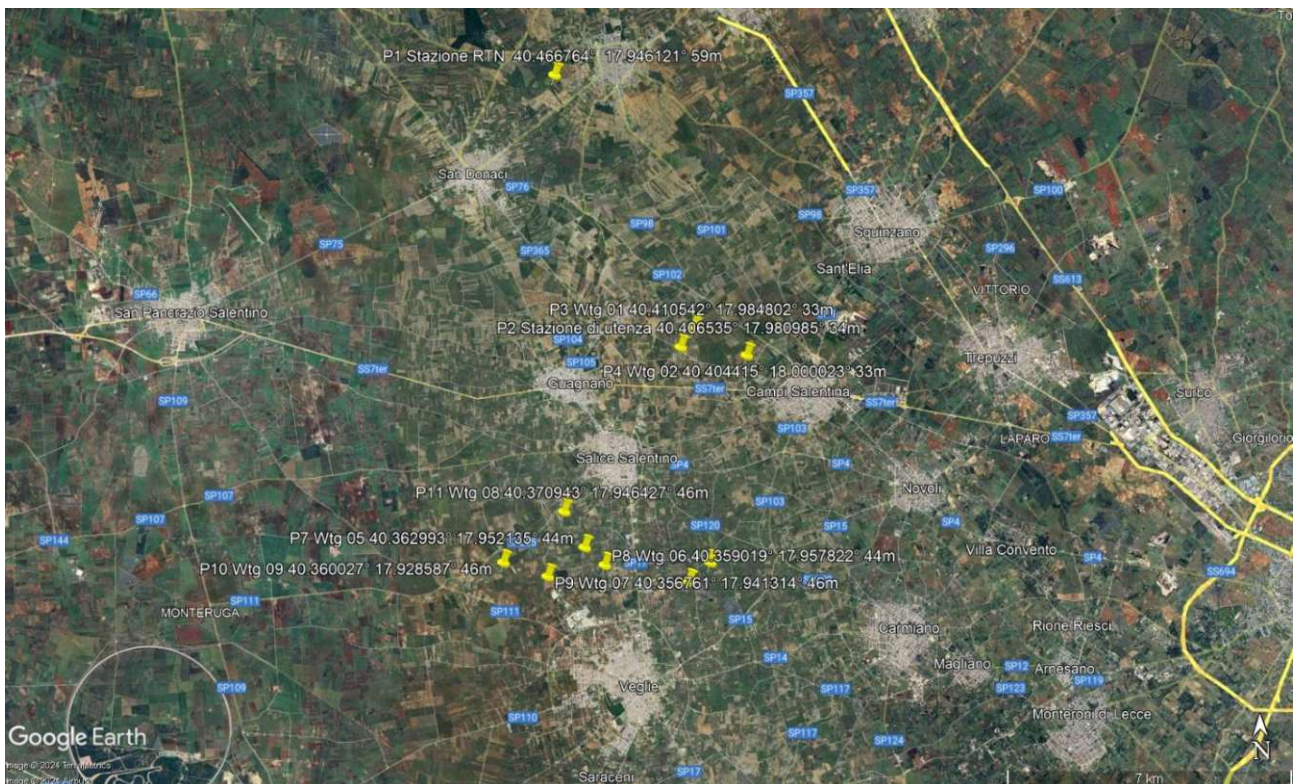 To
P1 Stazione RTN 40.466764° 17.946121° 59m
SP357
San Donaci
SP76
SP357
SP100
SP98
SP98
SP101
Squinzano
SP75
SP365
SP296
Sant'Elia
SP102
SS613
SP66
VITTORIO
San Pancrazio Salentino
P3 Wtg 01 40.410542° 17.984802° 33m
P2 Stazione di utenza 40.406535° 17.980985° 34m
SP104
Trepuzzi
SP105
SS7ter
P4 Wtg 02 40.404415° 18.000023° 33m
Guagnano
SS7ter
Campi Salentina
Surbo
SP109
SS7ter
SP357
SP103
LAPARO
SS7ter
Giorgilorio
Salice Salentino
SP4
SP4
Novoli
P11 Wtg 08 40.370943° 17.946427° 46m
SP107
SP103
SP107
SP120
SP15
SP4
SP144
P7 Wtg 05 40.362993° 17.952135° 44m
Villa Convento
P8 Wtg 06 40.359019° 17.957822° 44m
SP4
P10 Wtg 09 40.360027° 17.928587° 46m
SS694
P9 Wtg 07 40.356761° 17.941314° 46m
SP111
MONTERUGA
SP111
SP15
Carmiano
Rione Riesci
SP14
Magliano
SP12
Arnesano
SP109
Veglie
SP117
SP123
SP119
SP110
Monteroni di Lecce
Google Earth
SP117
SP124
N
Image © 2024 TerraMetrics
Image © 2024 Airbus
Saraceni
SP17
7 km